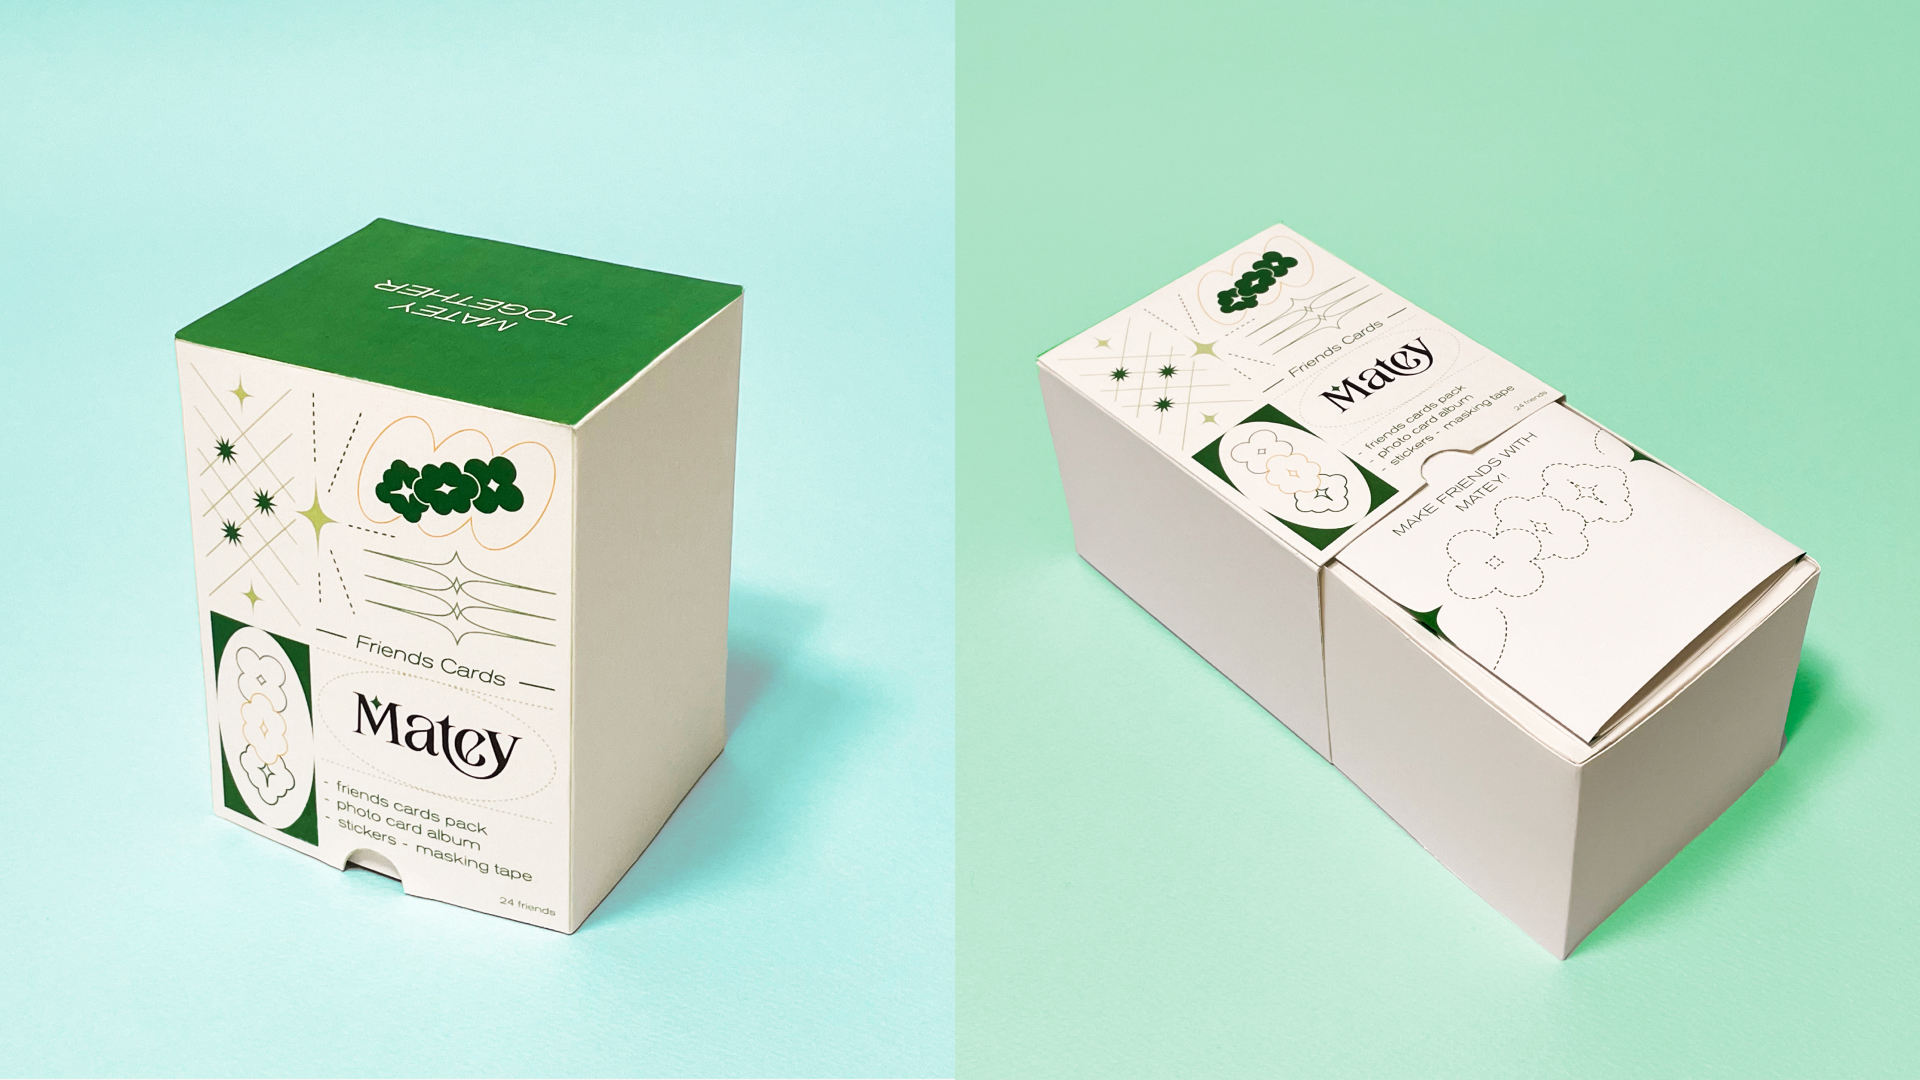 MATEY
TOGETHER
Friends Cards
Matey
- friends cards pack
- photo card album
- stickers - masking tape
24 friends
Friends Cards
Matey
- friends cards pack
- photo card album
- stickers - masking tape
24 friends
MAKE FRIENDS WITH
MATEY!